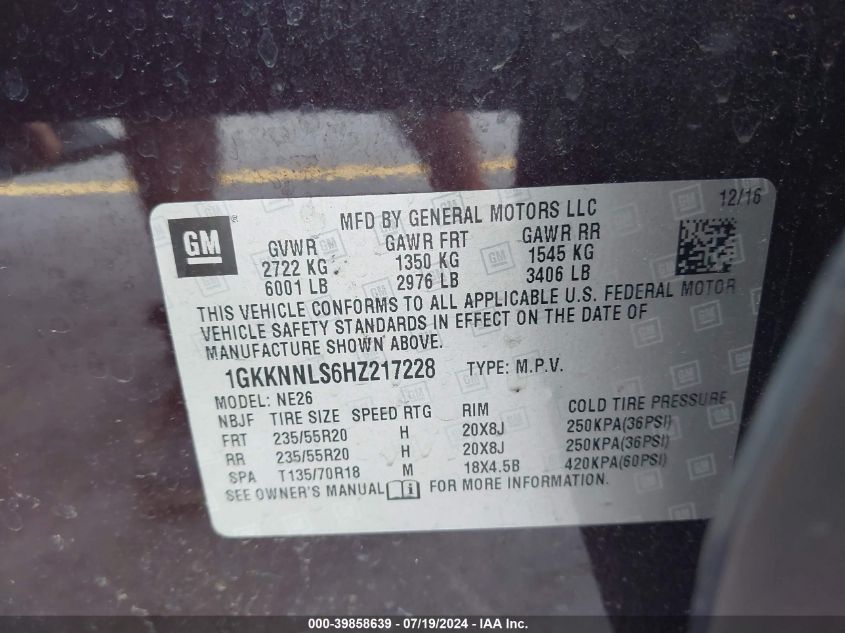 12/16
GM
MFD BY GENERAL MOTORS LLC
GVWR GAWR FRT GAWR RR
2722 KG 1350 KG 1545 KG
6001 LB 2976 LB 3406 LB
THIS VEHICLE CONFORMS TO ALL APPLICABLE U.S. FEDERAL MOTOR
VEHICLE SAFETY STANDARDS IN EFFECT ON THE DATE OF
MANUFACTURE SHOWN ABOVE.
1GKKNNLS6HZ217228 TYPE: M.P.V.
MODEL: NE26
NBJF TIRE SIZE SPEED RTG RIM COLD TIRE PRESSURE
FRT 235/55R20 H 20X8J 250KPA(36PSI)
RR 235/55R20 H 20X8J 250KPA(36PSI)
SPA T135/70R18 M 18X4.5B 420KPA(60PSI)
SEE OWNER'S MANUAL i FOR MORE INFORMATION.
000-39858639 - 07/19/2024 - IAAI.com